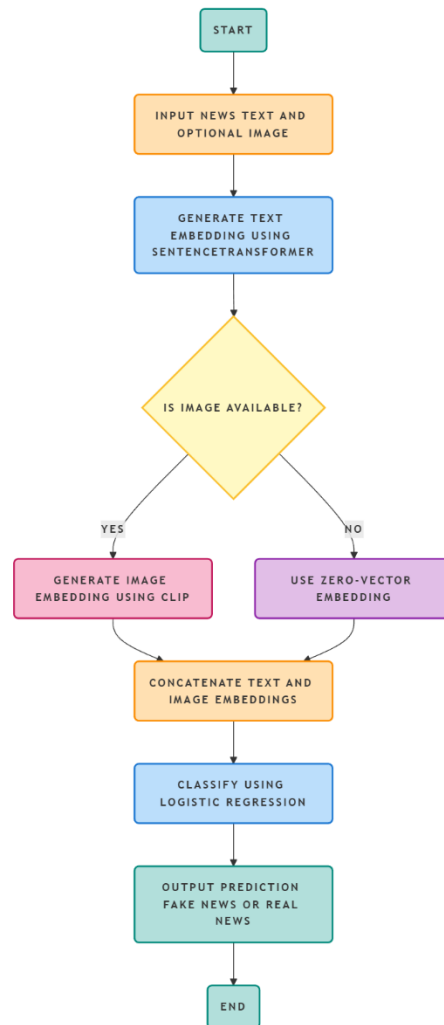 START
INPUT NEWS TEXT AND
OPTIONAL IMAGE
GENERATE TEXT
EMBEDDING USING
SENTENCETRANSFORMER
IS IMAGE AVAILABLE?
YES
NO
GENERATE IMAGE
EMBEDDING USING CLIP
USE ZERO-VECTOR
EMBEDDING
CONCATENATE TEXT AND
IMAGE EMBEDDINGS
CLASSIFY USING
LOGISTIC REGRESSION
OUTPUT PREDICTION
FAKE NEWS OR REAL
NEWS
END